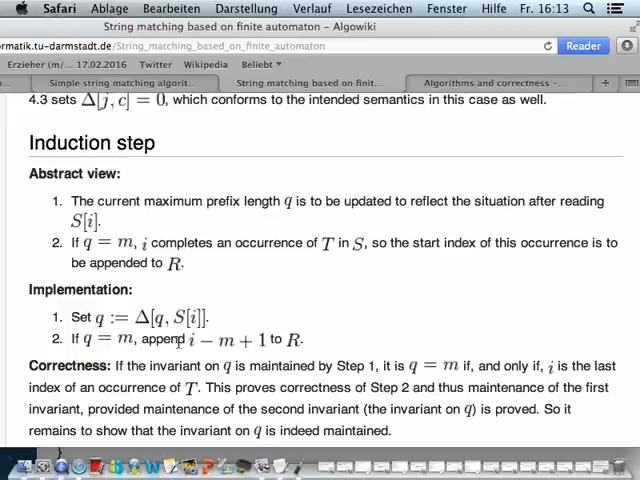 Safari Ablage Bearbeiten Darstellung Verlauf Lesezeichen Fenster Hilfe Fr. 16:13
String matching based on finite automaton - Algowiki
ormatik.tu-darmstadt.de/String_matching_based_on_finite_automaton Reader
Erzieher (m/... 17.02.2016 Twitter Wikipedia Beliebt
Simple string matching algorit... String matching based on finit... Algorithms and correctness -...
4.3 sets Δ[j, c] = 0, which conforms to the intended semantics in this case as well.
Induction step
Abstract view:
1. The current maximum prefix length q is to be updated to reflect the situation after reading
S[i].
2. If q = m, i completes an occurrence of T in S, so the start index of this occurrence is to
be appended to R.
Implementation:
1. Set q := Δ[q, S[i]].
2. If q = m, append i − m + 1 to R.
Correctness: If the invariant on q is maintained by Step 1, it is q = m if, and only if, i is the last
index of an occurrence of T. This proves correctness of Step 2 and thus maintenance of the first
invariant, provided maintenance of the second invariant (the invariant on q) is proved. So it
remains to show that the invariant on q is indeed maintained.